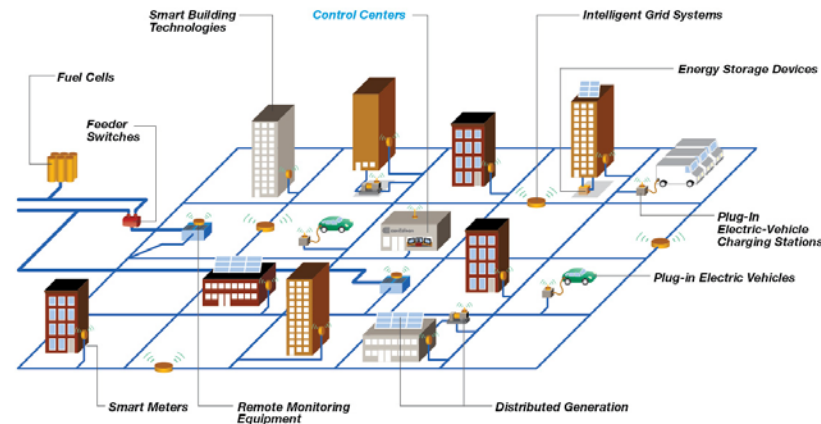 Smart Building
Technologies
Control Centers
Intelligent Grid Systems
Energy Storage Devices
Fuel Cells
Feeder
Switches
Plug-In
Electric-Vehicle
Charging Stations
Plug-in Electric Vehicles
Smart Meters
Remote Monitoring
Equipment
Distributed Generation